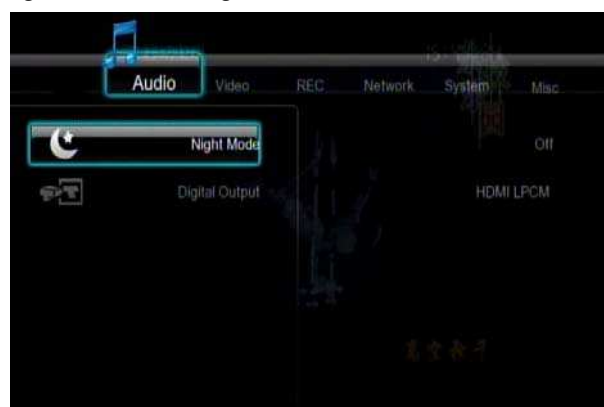 Audio Video REC Network System Misc
Night Mode Off
Digital Output HDMI LPCM